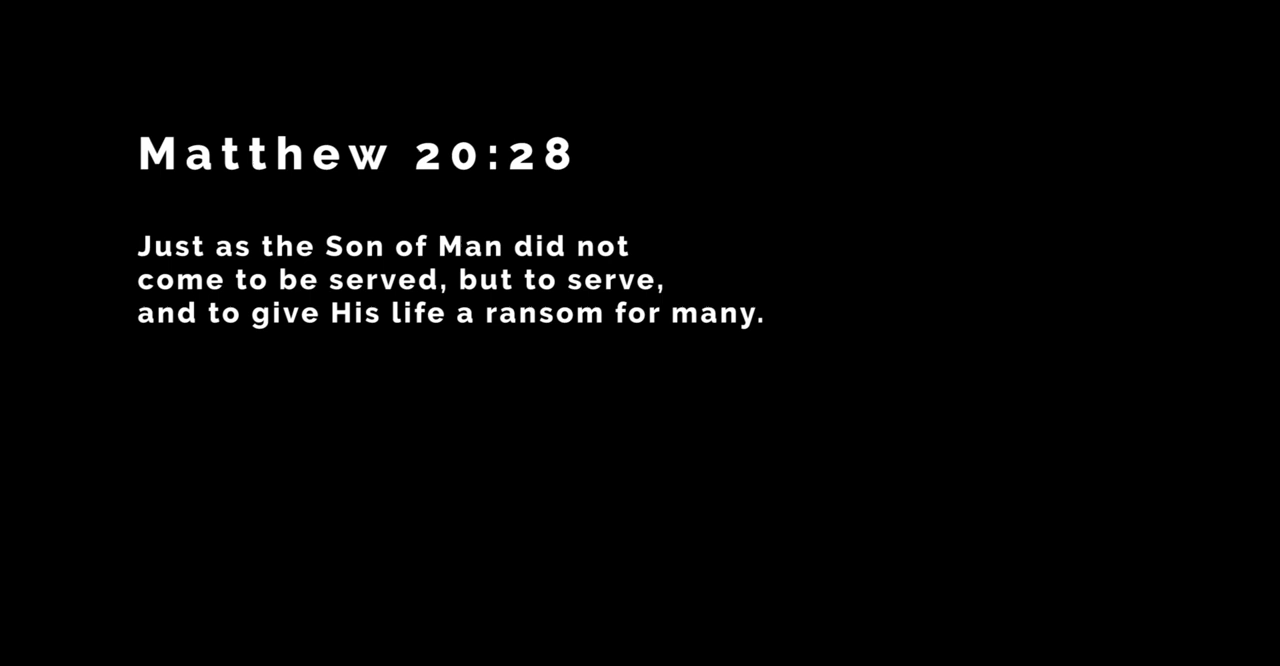 Matthew 20:28
Just as the Son of Man did not
come to be served, but to serve,
and to give His life a ransom for many.